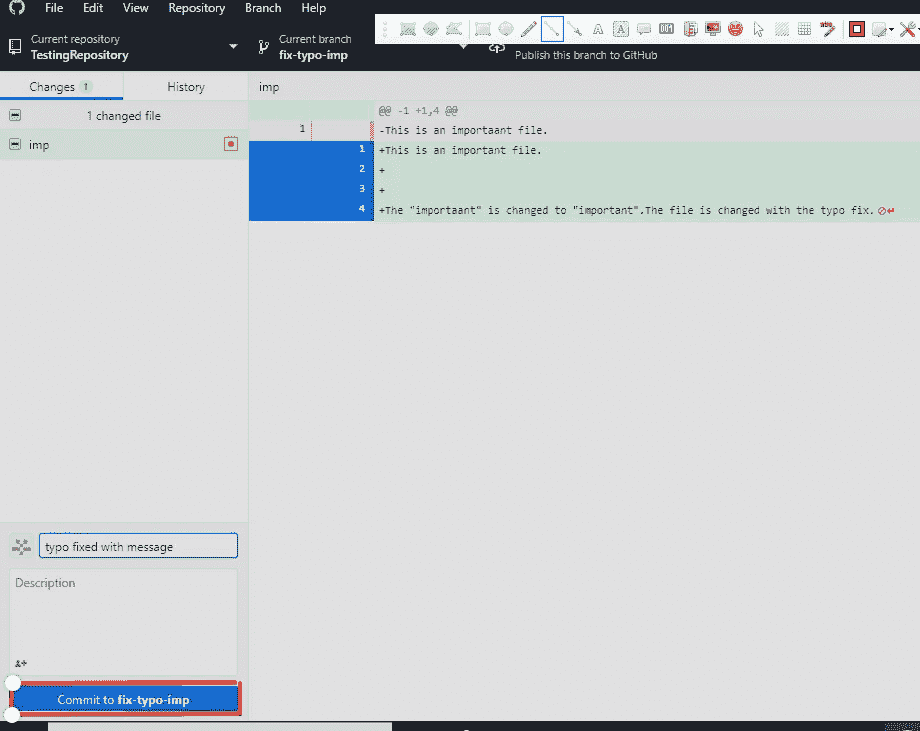 File Edit View Repository Branch Help
Current repository
TestingRepository
Current branch
fix-typo-imp
Publish this branch to GitHub
Changes 1 History
imp
1 changed file
imp
@@ -1 +1,4 @@
1 -This is an importaant file.
1 +This is an important file.
2 +
3 +
4 +The "importaant" is changed to "important".The file is changed with the typo fix.
typo fixed with message
Description
Commit to fix-typo-imp